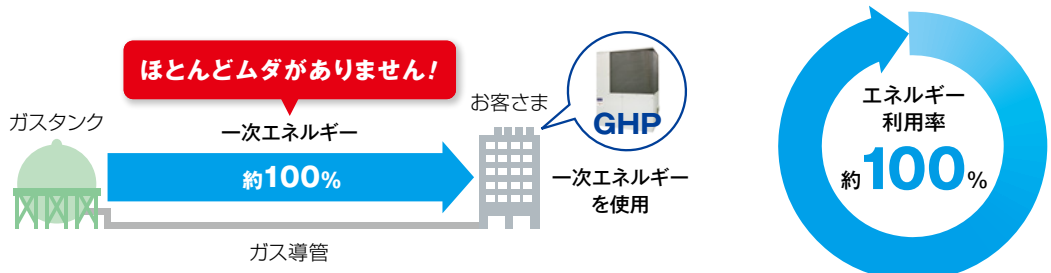 ほとんどムダがありません!
ガスタンク
一次エネルギー
約100%
お客さま
GHP
一次エネルギー
を使用
ガス導管
エネルギー
利用率
約100%